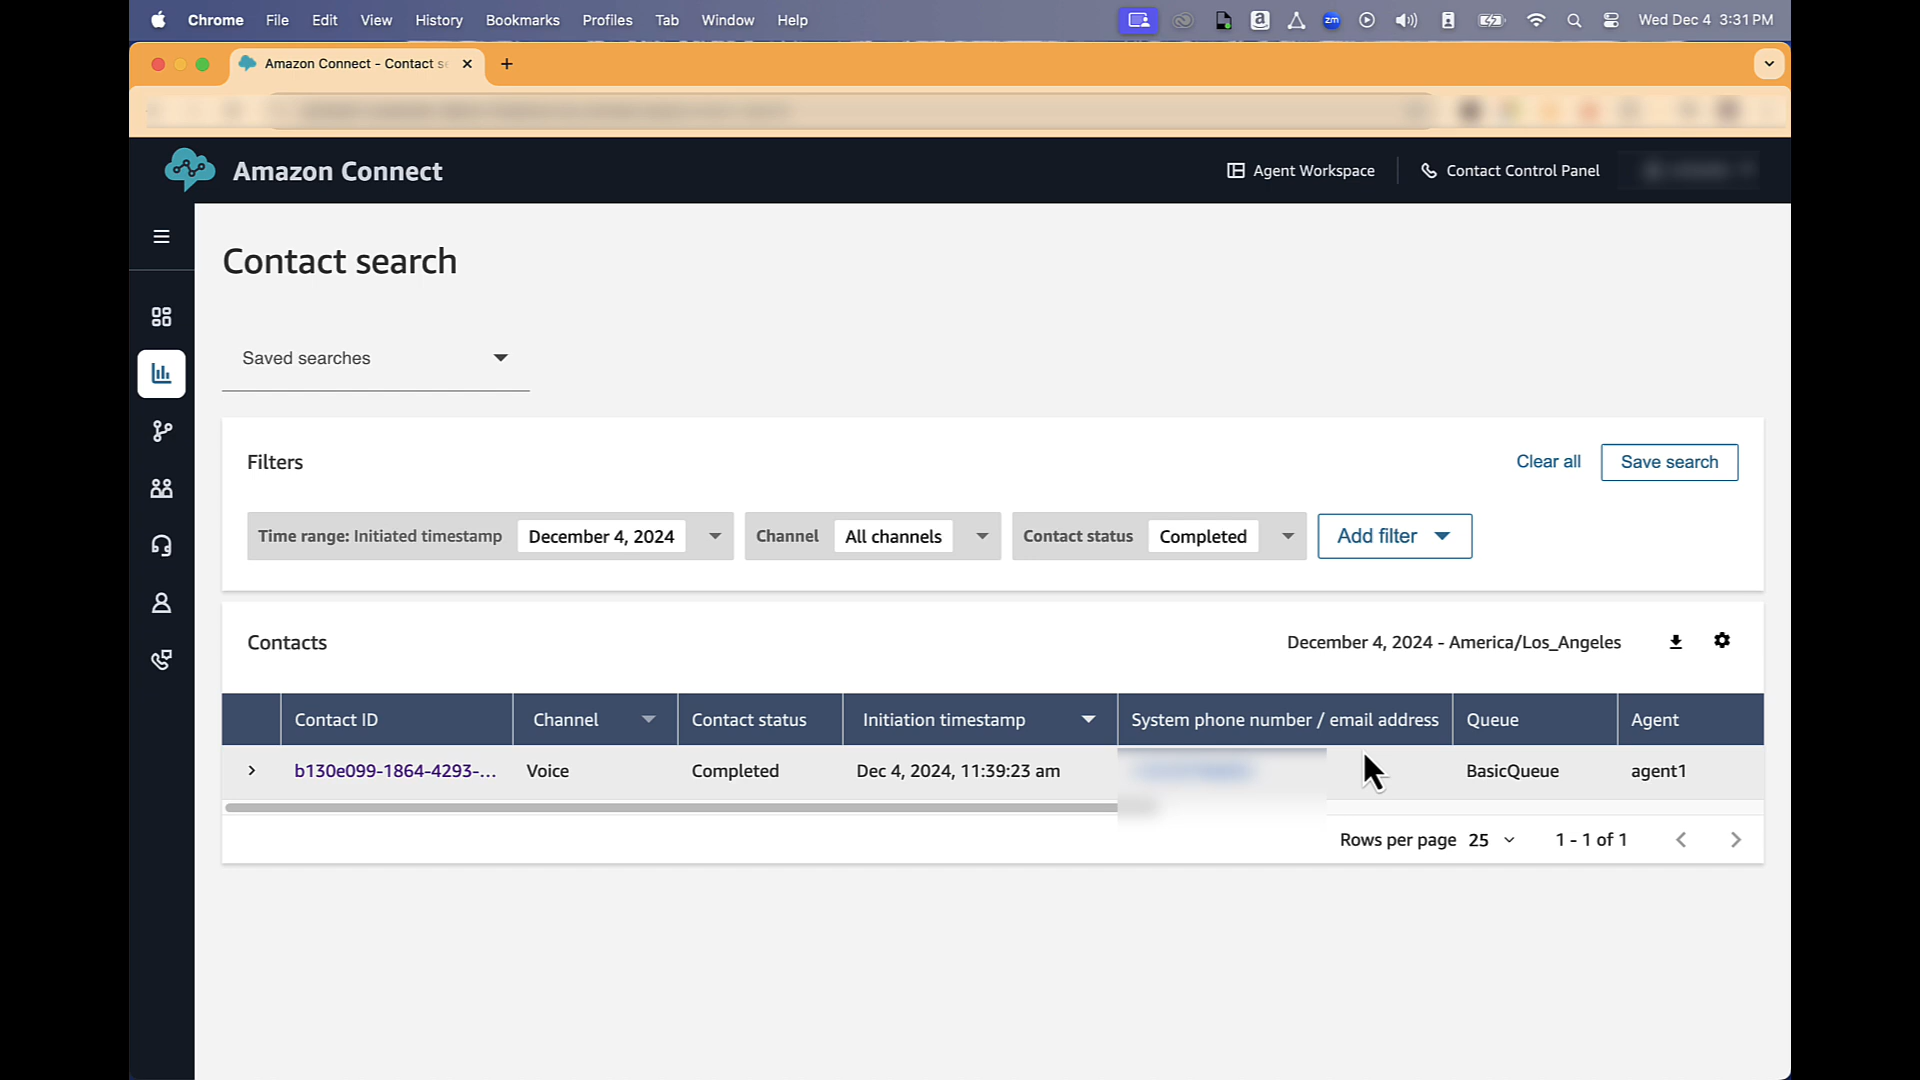 Chrome File Edit View History Bookmarks Profiles Tab Window Help zm Wed Dec 4 3:31 PM
Amazon Connect - Contact s
Amazon Connect Agent Workspace Contact Control Panel
Contact search
Saved searches
Filters Clear all Save search
Time range: Initiated timestamp December 4, 2024 Channel All channels Contact status Completed Add filter
Contacts December 4, 2024 - America/Los_Angeles
Contact ID Channel Contact status Initiation timestamp System phone number / email address Queue Agent
b130e099-1864-4293-... Voice Completed Dec 4, 2024, 11:39:23 am BasicQueue agent1
Rows per page 25 1 - 1 of 1